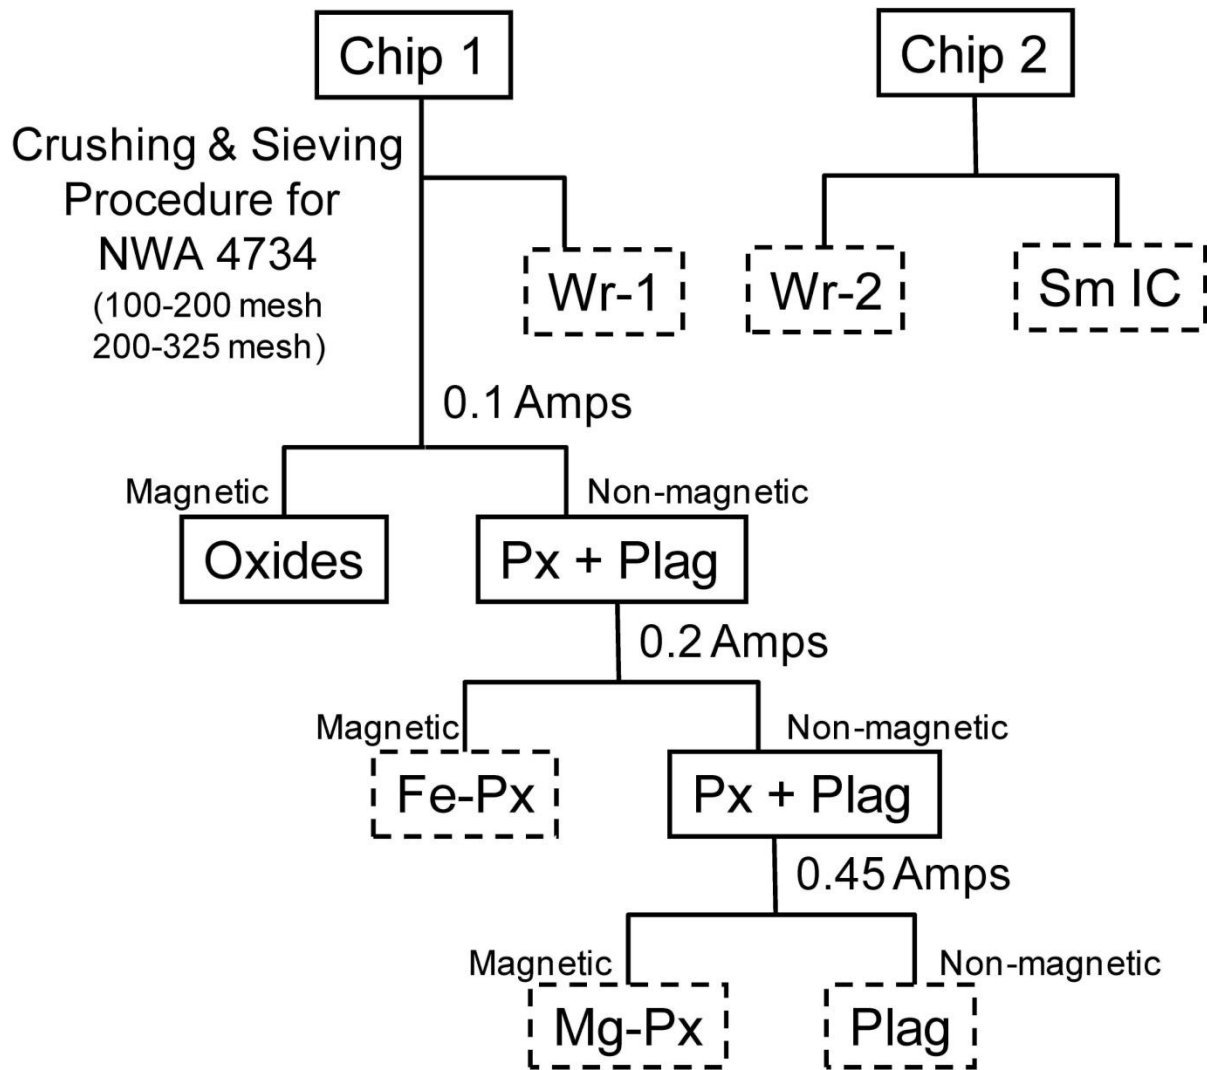 Chip 1
Chip 2
Crushing & Sieving
Procedure for
NWA 4734
(100-200 mesh
200-325 mesh)
Wr-1
Wr-2
Sm IC
0.1 Amps
Magnetic
Non-magnetic
Oxides
Px + Plag
0.2 Amps
Magnetic
Non-magnetic
Fe-Px
Px + Plag
0.45 Amps
Magnetic
Non-magnetic
Mg-Px
Plag